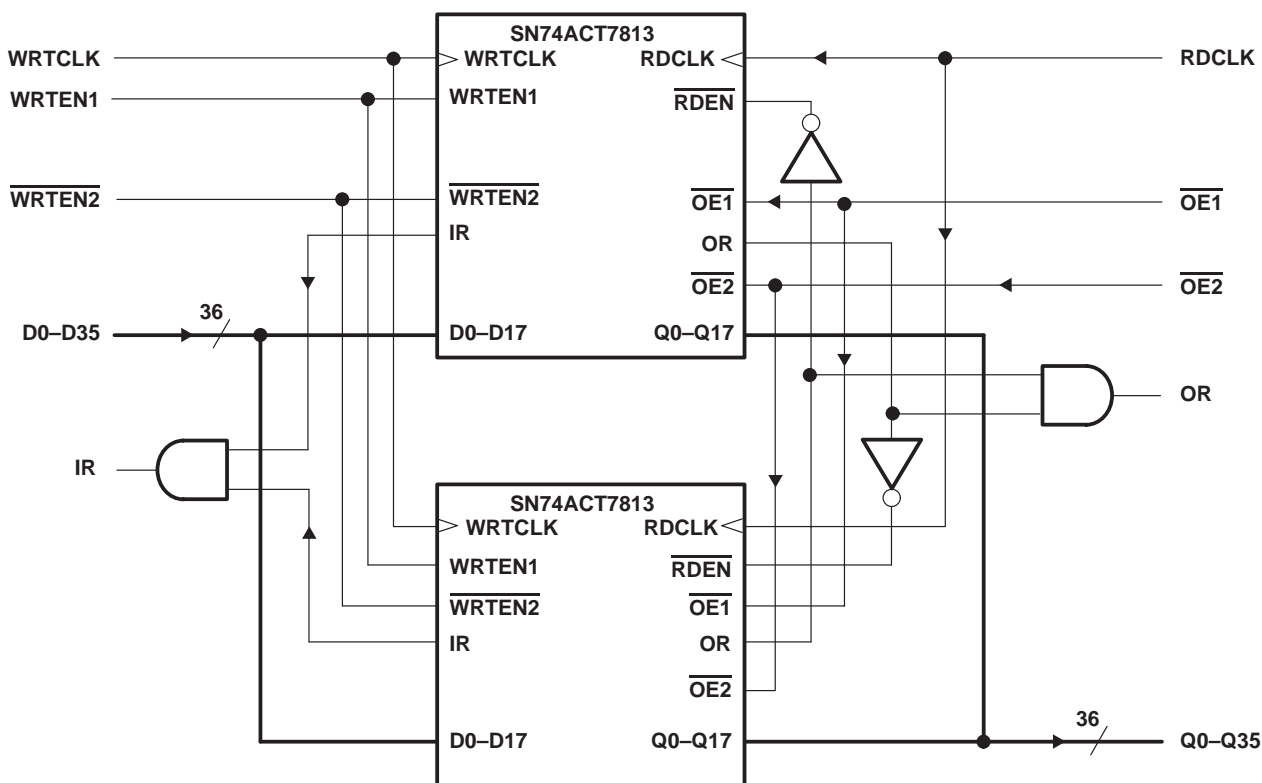 SN74ACT7813
WRTCLK WRTCLK RDCLK RDCLK
WRTEN1 WRTEN1 RDEN
WRTEN2 WRTEN2 OE1 OE1
IR OR
OE2 OE2
36
D0–D35 D0–D17 Q0–Q17
OR
IR
SN74ACT7813
WRTCLK RDCLK
WRTEN1 RDEN
WRTEN2 OE1
IR OR
OE2
36
D0–D17 Q0–Q17 Q0–Q35